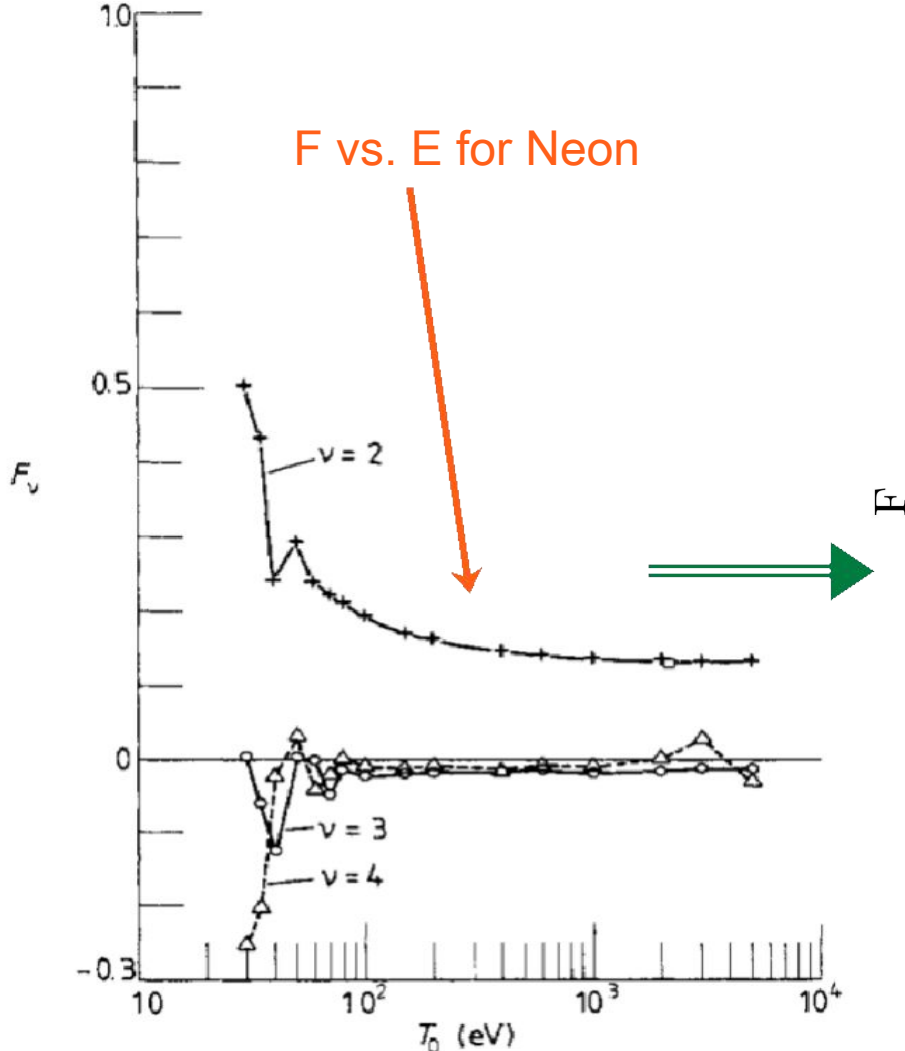 1.0
F vs. E for Neon
0.5
ν = 2
F_ν
F
0
ν = 3
ν = 4
-0.3
10
10²
10³
10⁴
T₀ (eV)